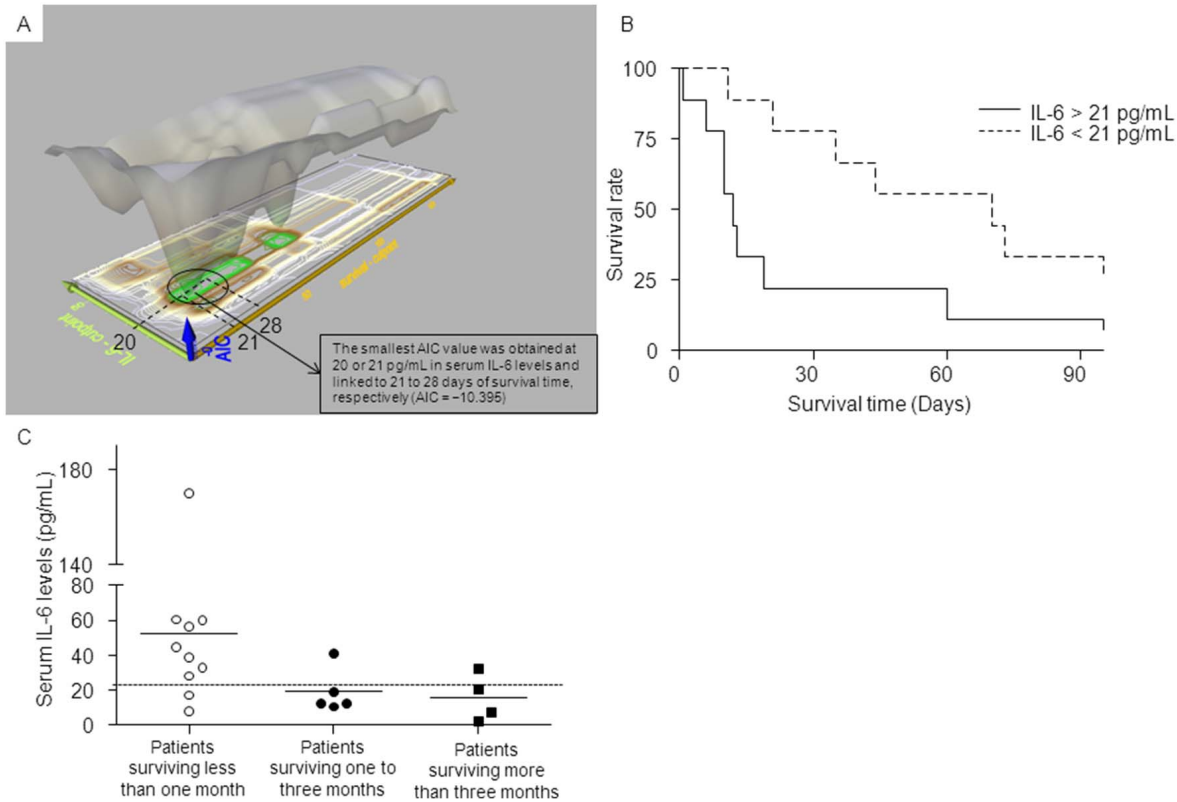 A
IL-6 - cutpoint
20
AIC
21
28
The smallest AIC value was obtained at
20 or 21 pg/mL in serum IL-6 levels and
linked to 21 to 28 days of survival time,
respectively (AIC = −10.395)
B
100
75
50
25
0
Survival rate
0
30
60
90
Survival time (Days)
IL-6 > 21 pg/mL
IL-6 < 21 pg/mL
C
Serum IL-6 levels (pg/mL)
180
140
80
60
40
20
0
Patients
surviving less
than one month
Patients
surviving one to
three months
Patients
surviving more
than three months